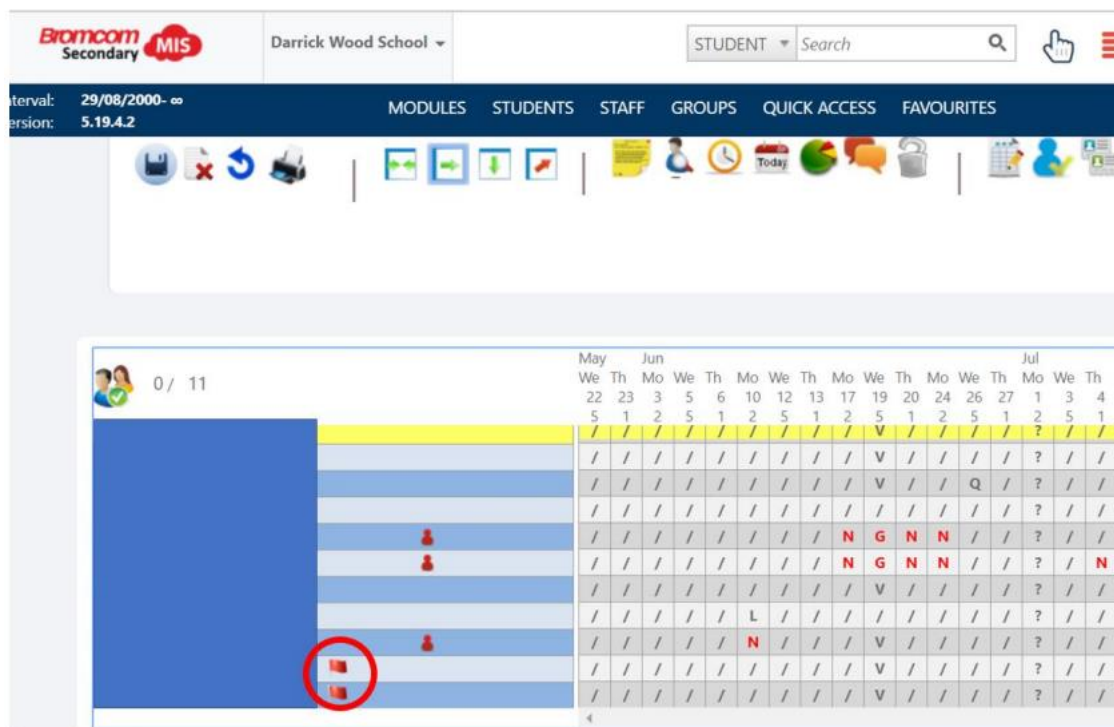 Bromcom
Secondary MIS
Darrick Wood School
STUDENT Search
nterval: 29/08/2000- ∞
ersion: 5.19.4.2
MODULES STUDENTS STAFF GROUPS QUICK ACCESS FAVOURITES
Today
0 / 11
May Jun Jul
We Th Mo We Th Mo We Th Mo We Th Mo We Th Mo We Th
22 23 3 5 6 10 12 13 17 19 20 24 26 27 1 3 4
5 1 2 5 1 2 5 1 2 5 1 2 5 1 2 5 1
/ / / / / / / / / V / / / / ? / /
/ / / / / / / / / V / / / / ? / /
/ / / / / / / / / V / / Q / ? / /
/ / / / / / / / / / / / / / ? / /
/ / / / / / / / N G N N / / ? / /
/ / / / / / / / N G N N / / ? / N
/ / / / / / / / / V / / / / ? / /
/ / / / / L / / / / / / / / ? / /
/ / / / / N / / / V / / / / ? / /
/ / / / / / / / / V / / / / ? / /
/ / / / / / / / / V / / / / ? / /